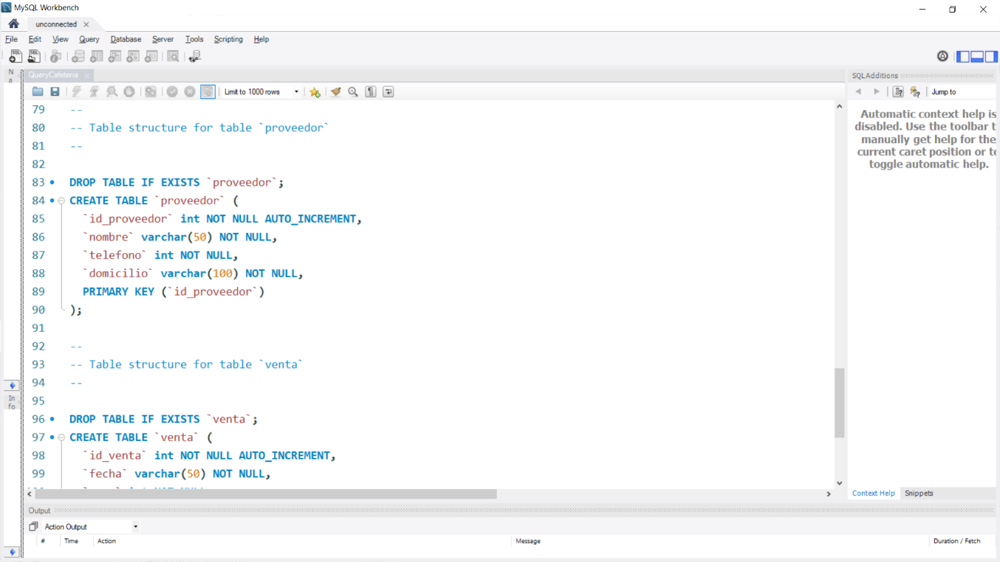 MySQL Workbench
unconnected
File Edit View Query Database Server Tools Scripting Help
Na
QueryCafeteria
SQLAdditions
Limit to 1000 rows
Jump to
Automatic context help is
disabled. Use the toolbar t
manually get help for the
current caret position or to
toggle automatic help.
79 --
80 -- Table structure for table `proveedor`
81 --
82
83 DROP TABLE IF EXISTS `proveedor`;
84 CREATE TABLE `proveedor` (
85 `id_proveedor` int NOT NULL AUTO_INCREMENT,
86 `nombre` varchar(50) NOT NULL,
87 `telefono` int NOT NULL,
88 `domicilio` varchar(100) NOT NULL,
89 PRIMARY KEY (`id_proveedor`)
90 );
91
92 --
93 -- Table structure for table `venta`
94 --
95
96 DROP TABLE IF EXISTS `venta`;
97 CREATE TABLE `venta` (
98 `id_venta` int NOT NULL AUTO_INCREMENT,
99 `fecha` varchar(50) NOT NULL,
In
fo
Context Help Snippets
Output
Action Output
# Time Action Message Duration / Fetch